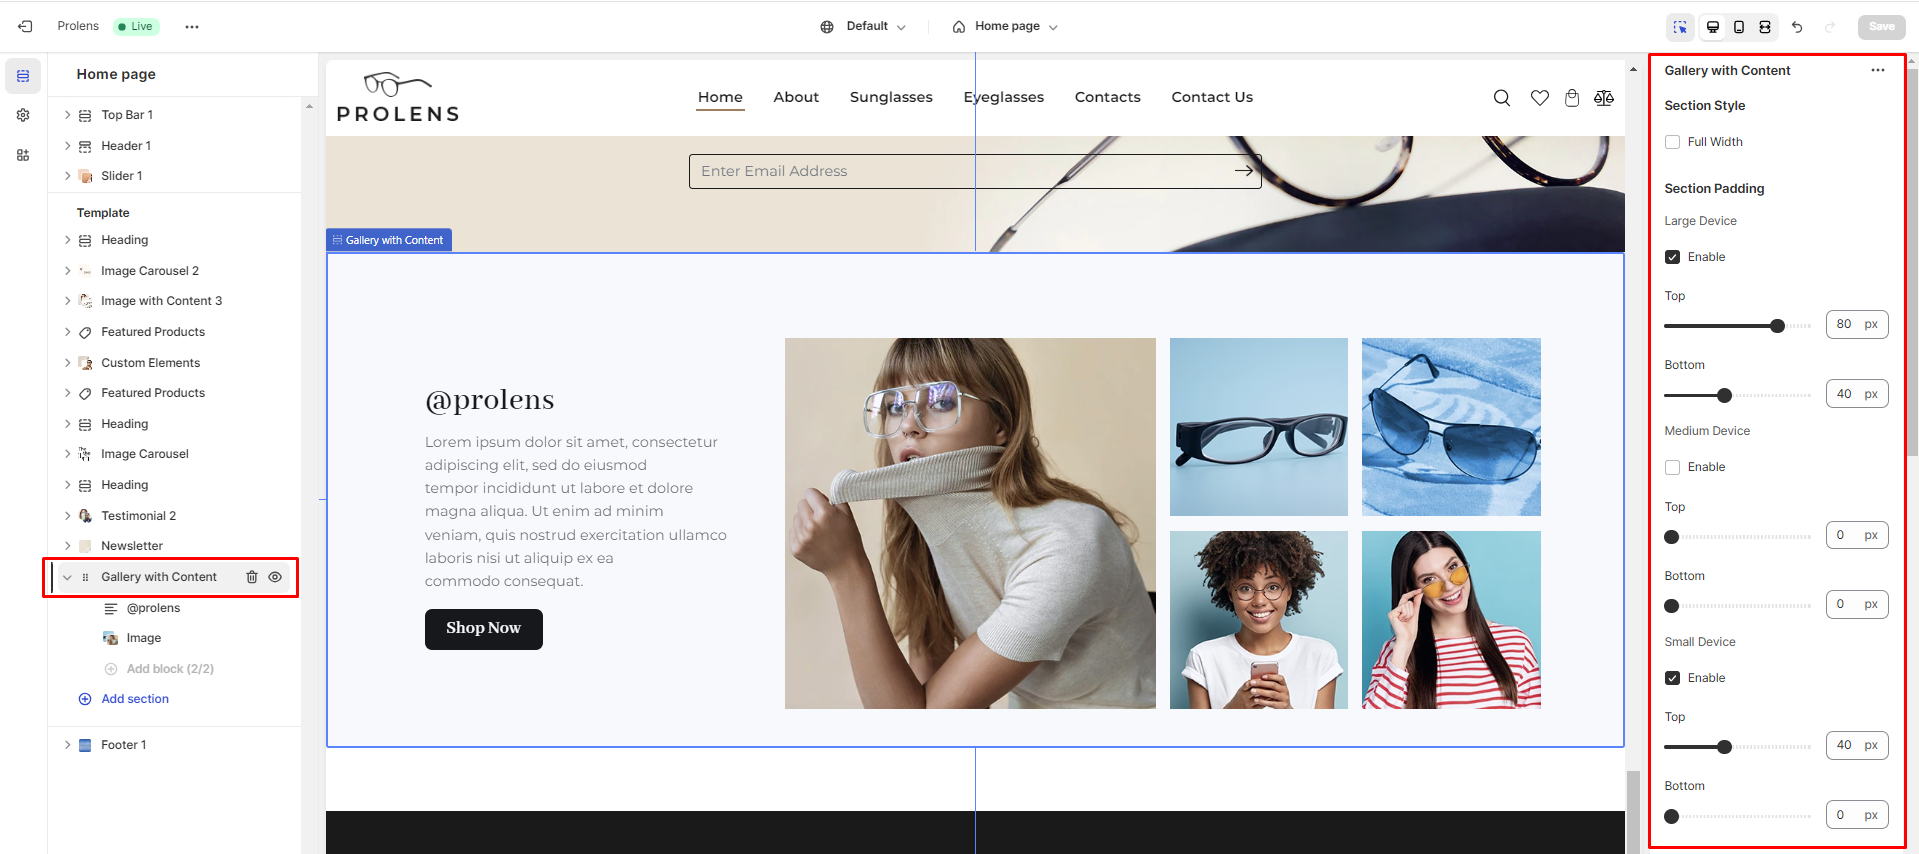 Prolens
Live
Default
Home page
Save
Home page
Top Bar 1
Header 1
Slider 1
Template
Heading
Image Carousel 2
Image with Content 3
Featured Products
Custom Elements
Featured Products
Heading
Image Carousel
Heading
Testimonial 2
Newsletter
Gallery with Content
@prolens
Image
Add block (2/2)
Add section
Footer 1
PROLENS
Home
About
Sunglasses
Eyeglasses
Contacts
Contact Us
Enter Email Address
Gallery with Content
@prolens
Lorem ipsum dolor sit amet, consectetur
adipiscing elit, sed do eiusmod
tempor incididunt ut labore et dolore
magna aliqua. Ut enim ad minim
veniam, quis nostrud exercitation ullamco
laboris nisi ut aliquip ex ea
commodo consequat.
Shop Now
Gallery with Content
Section Style
Full Width
Section Padding
Large Device
Enable
Top
80 px
Bottom
40 px
Medium Device
Enable
Top
0 px
Bottom
0 px
Small Device
Enable
Top
40 px
Bottom
0 px